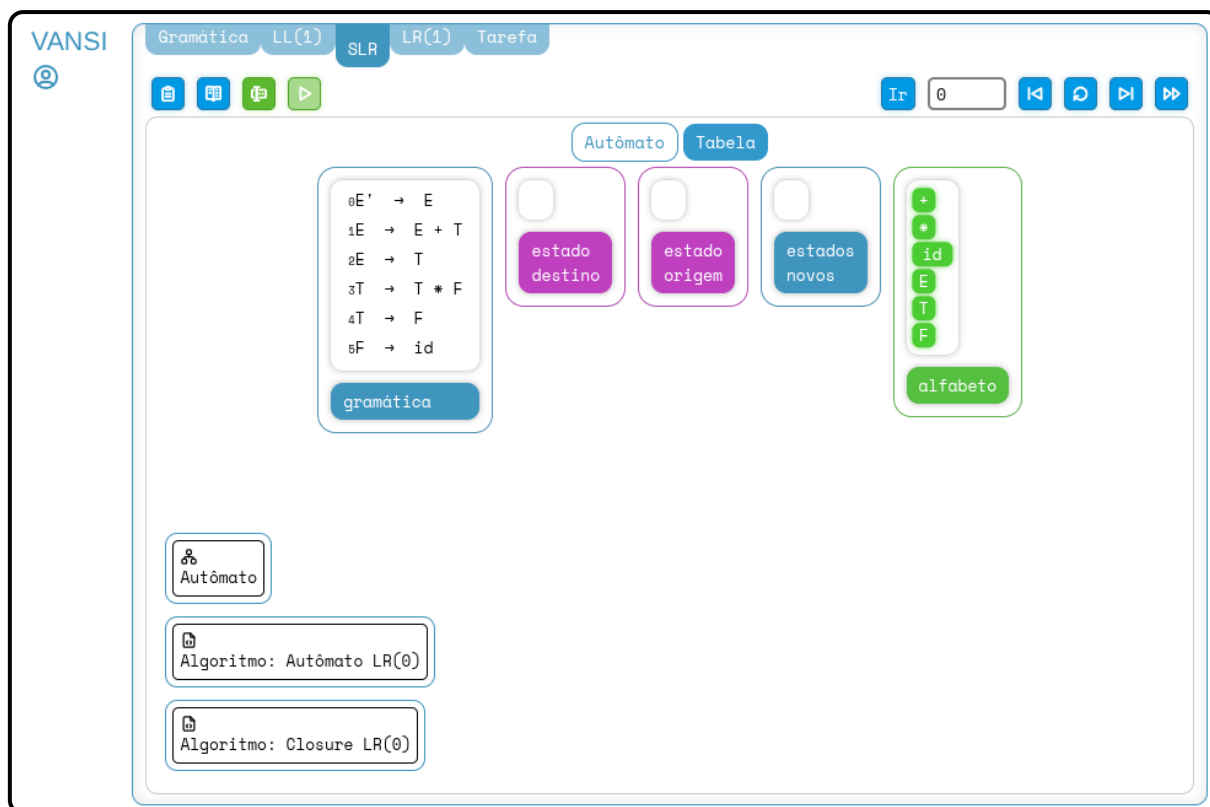 VANSI
Gramática LL(1) SLR LR(1) Tarefa
Ir 0
Autômato Tabela
0E' → E
1E → E + T
2E → T
3T → T * F
4T → F
5F → id
gramática
estado
destino
estado
origem
estados
novos
+
*
id
E
T
F
alfabeto
Autômato
Algoritmo: Autômato LR(0)
Algoritmo: Closure LR(0)